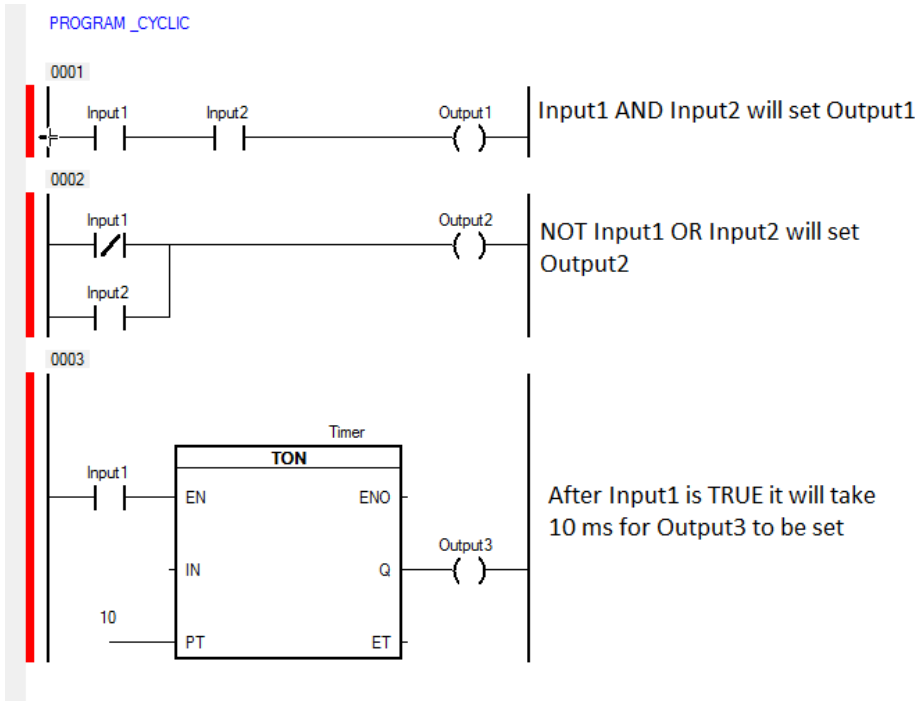 PROGRAM _CYCLIC
0001
Input1 Input2 Output1
Input1 AND Input2 will set Output1
0002
Input1 Output2
NOT Input1 OR Input2 will set
Output2
Input2
0003
Timer
TON
Input1
EN ENO
After Input1 is TRUE it will take
10 ms for Output3 to be set
Output3
IN Q
10
PT ET